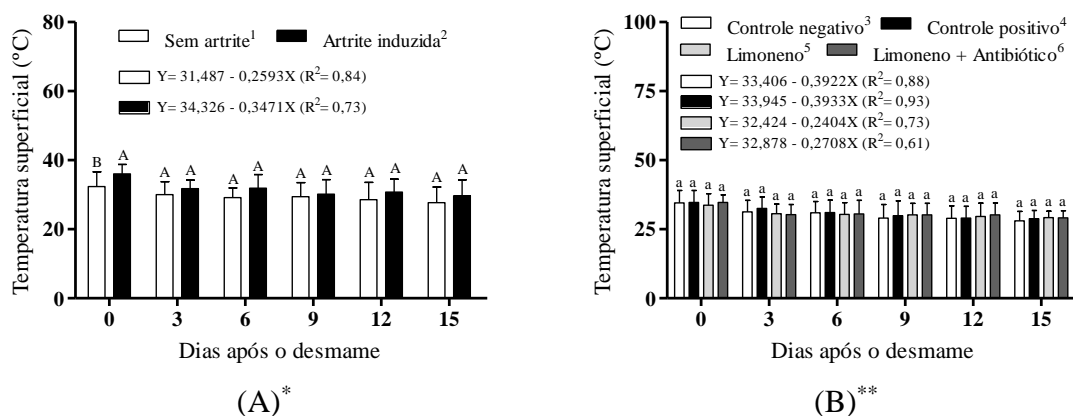 80
60
40
20
0
Temperatura superficial (ºC)
Sem artrite¹ Artrite induzida²
Y= 31,487 - 0,2593X (R²= 0,84)
Y= 34,326 - 0,3471X (R²= 0,73)
B A A A A A A A A A A A
0 3 6 9 12 15
Dias após o desmame
(A)*
100
75
50
25
0
Temperatura superficial (ºC)
Controle negativo³ Controle positivo⁴
Limoneno⁵ Limoneno + Antibiótico⁶
Y= 33,406 - 0,3922X (R²= 0,88)
Y= 33,945 - 0,3933X (R²= 0,93)
Y= 32,424 - 0,2404X (R²= 0,73)
Y= 32,878 - 0,2708X (R²= 0,61)
a a a a a a a a a a a a a a a a a a a a a a a a
0 3 6 9 12 15
Dias após o desmame
(B)**